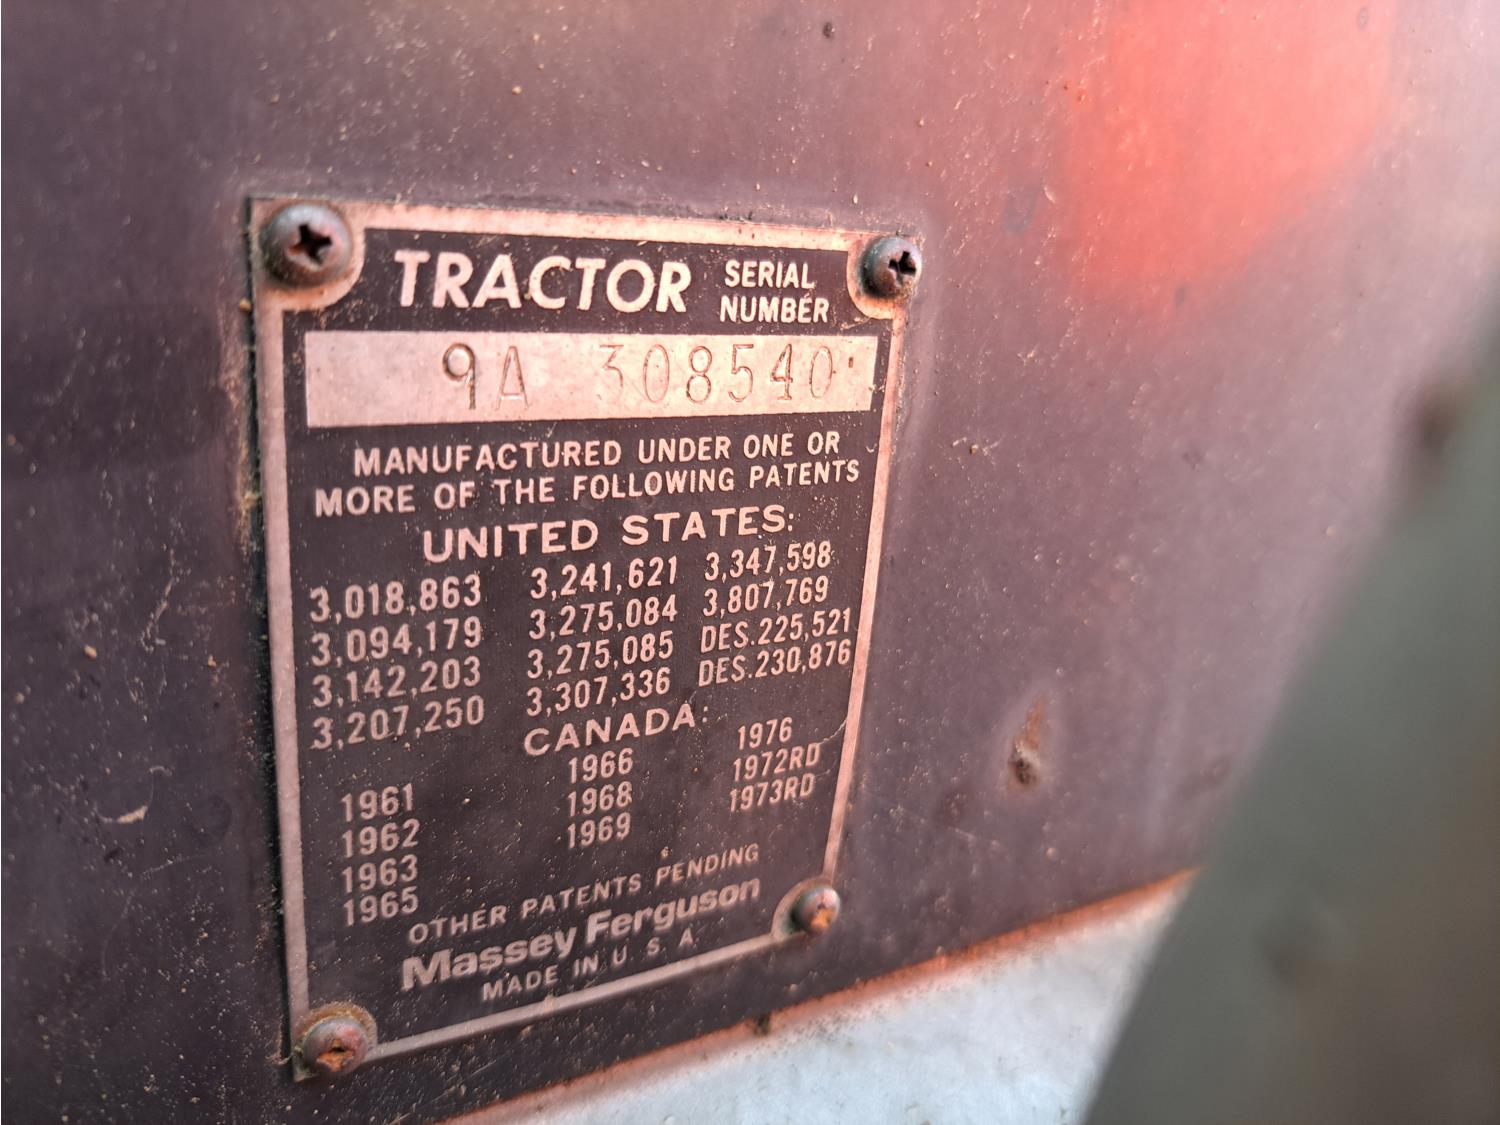 TRACTOR SERIAL NUMBER
9A 308540
MANUFACTURED UNDER ONE OR
MORE OF THE FOLLOWING PATENTS
UNITED STATES:
3,018,863 3,241,621 3,347,598
3,094,179 3,275,084 3,807,769
3,142,203 3,275,085 DES.225,521
3,207,250 3,307,336 DES.230,876
CANADA:
1961 1966 1976
1962 1968 1972RD
1963 1969 1973RD
1965
OTHER PATENTS PENDING
Massey Ferguson
MADE IN U. S. A